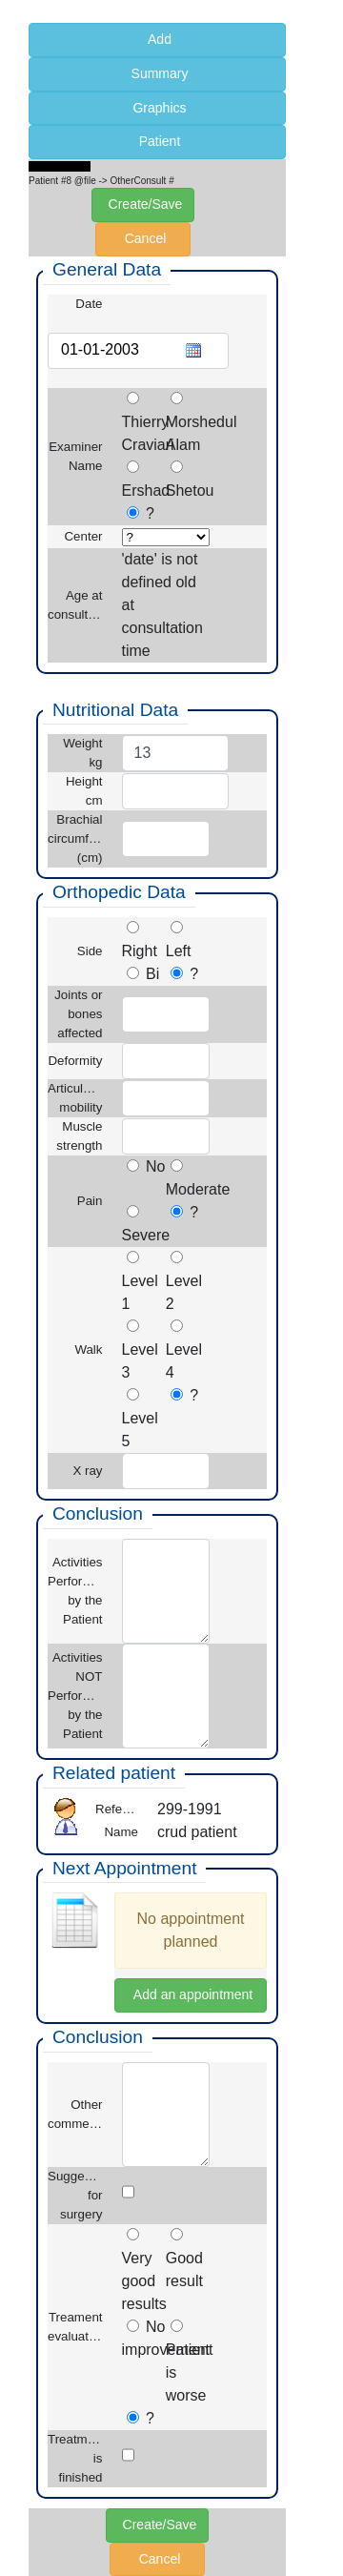 Add
Summary
Graphics
Patient
Patient #8 @file -> OtherConsult #
Create/Save
Cancel
General Data
Date
01-01-2003
Examiner Name
Thierry Cravian
Morshedul Alam
Ershad
Shetou
?
Center
?
Age at consult…
'date' is not
defined old
at
consultation
time
Nutritional Data
Weight
kg
13
Height
cm
Brachial
circumf…
(cm)
Orthopedic Data
Side
Right
Left
Bi
?
Joints or
bones
affected
Deformity
Articul…
mobility
Muscle
strength
Pain
No
Moderate
Severe
?
Walk
Level 1
Level 2
Level 3
Level 4
Level 5
?
X ray
Conclusion
Activities
Perfor…
by the
Patient
Activities
NOT
Perfor…
by the
Patient
Related patient
Refe… 299-1991
Name crud patient
Next Appointment
No appointment
planned
Add an appointment
Conclusion
Other
comme…
Sugge…
for
surgery
Treament
evaluat…
Very good results
Good result
No improvement
Patient is worse
?
Treatm…
is
finished
Create/Save
Cancel